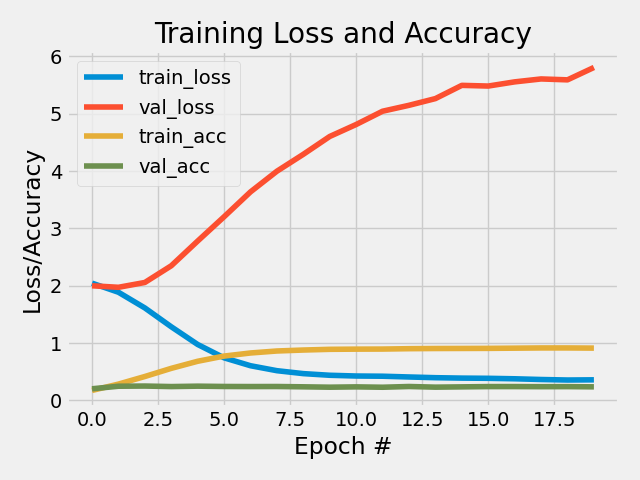 Training Loss and Accuracy
train_loss
val_loss
train_acc
val_acc
Loss/Accuracy
6
5
4
3
2
1
0
0.0 2.5 5.0 7.5 10.0 12.5 15.0 17.5
Epoch #